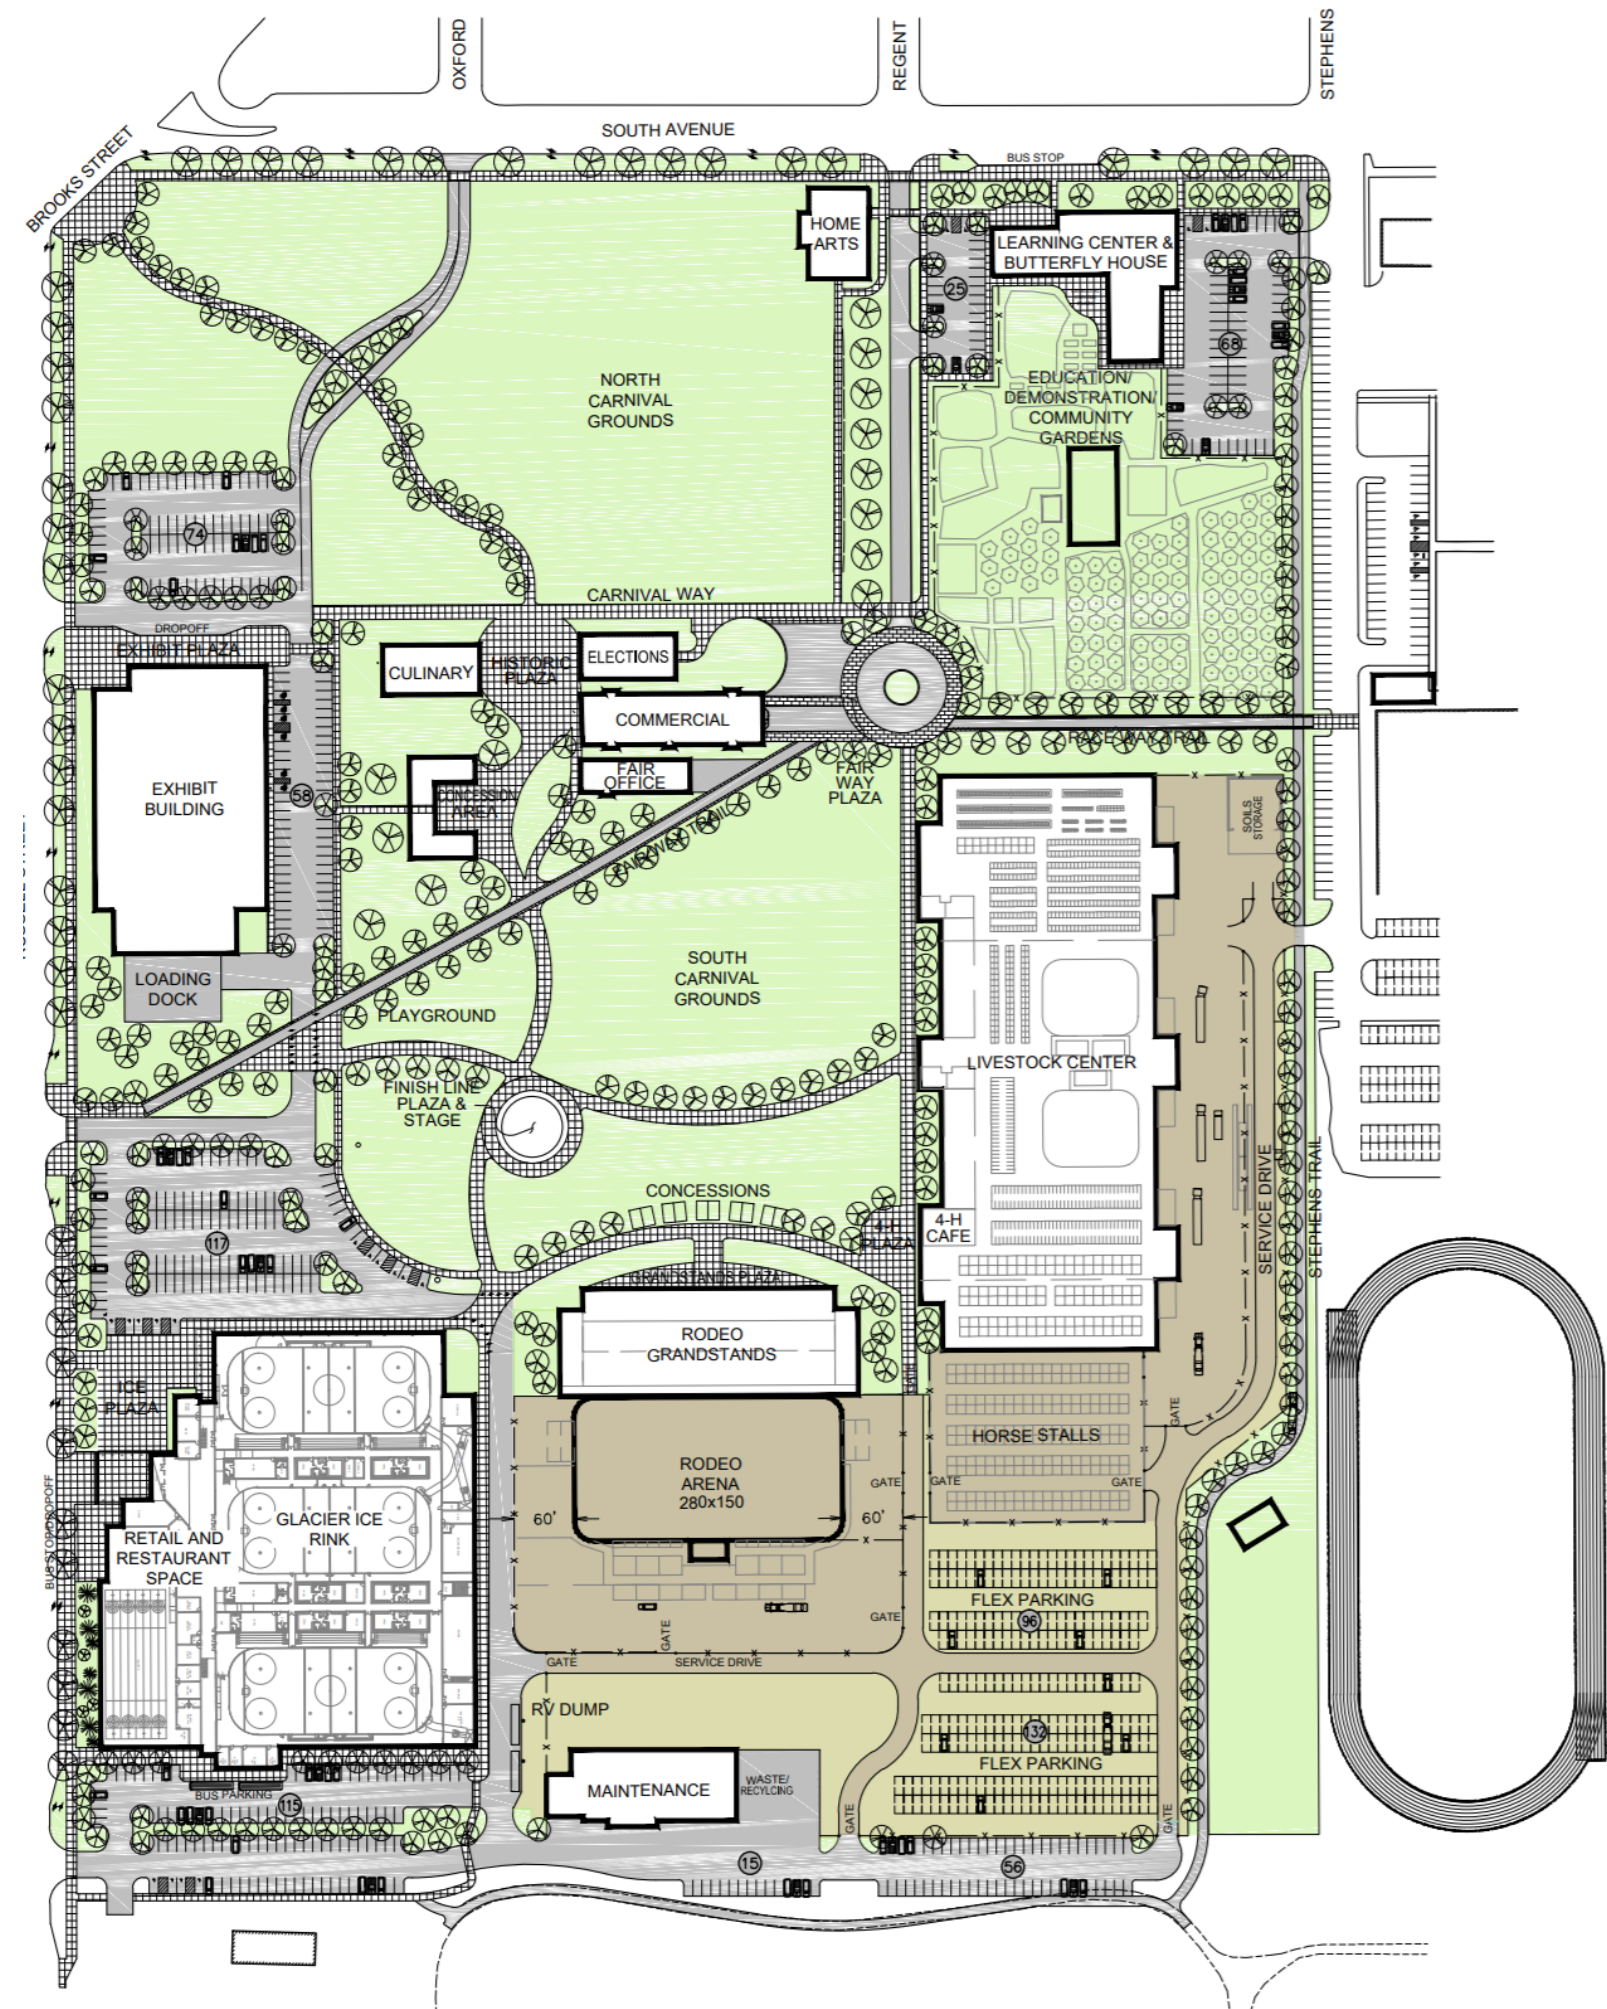 OXFORD
REGENT
STEPHENS
BROOKS STREET
SOUTH AVENUE
BUS STOP
HOME
ARTS
LEARNING CENTER &
BUTTERFLY HOUSE
25
68
NORTH
CARNIVAL
GROUNDS
EDUCATION/
DEMONSTRATION/
COMMUNITY
GARDENS
74
CARNIVAL WAY
DROPOFF
EXHIBIT PLAZA
CULINARY
HISTORIC
PLAZA
ELECTIONS
COMMERCIAL
RACE WAY TRAIL
FAIR
OFFICE
FAIR
WAY
PLAZA
EXHIBIT
BUILDING
58
CONCESSION
AREA
FAIRWAY TRAIL
SOILS
STORAGE
LOADING
DOCK
SOUTH
CARNIVAL
GROUNDS
PLAYGROUND
LIVESTOCK CENTER
FINISH LINE
PLAZA &
STAGE
SERVICE DRIVE
STEPHENS TRAIL
CONCESSIONS
4-H
PLAZA
4-H
CAFE
117
GRANDSTANDS PLAZA
RODEO
GRANDSTANDS
ICE
PLAZA
GATE
HORSE STALLS
RODEO
ARENA
280x150
GATE
GATE
GATE
60'
60'
BUS STOP/DROPOFF
GLACIER ICE
RINK
RETAIL AND
RESTAURANT
SPACE
FLEX PARKING
96
GATE
GATE
GATE
SERVICE DRIVE
RV DUMP
132
FLEX PARKING
MAINTENANCE
WASTE/
RECYLCING
BUS PARKING
115
GATE
GATE
15
56